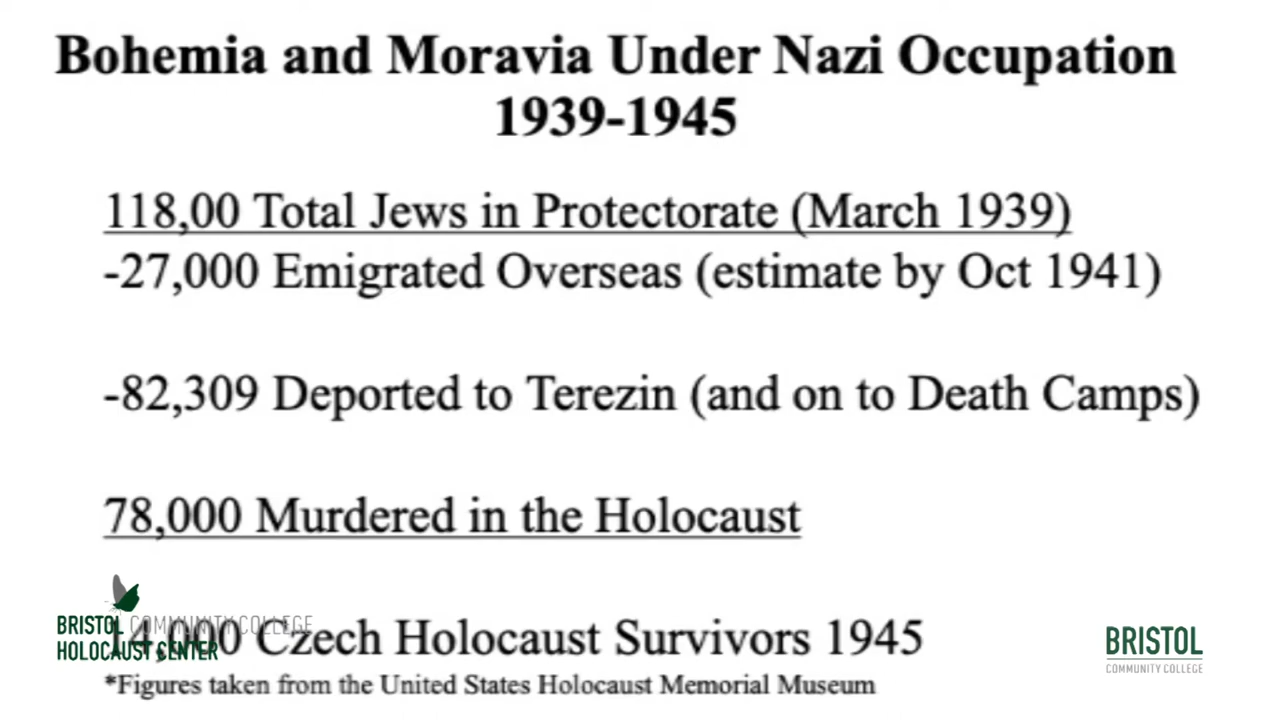 Bohemia and Moravia Under Nazi Occupation
1939-1945
118,00 Total Jews in Protectorate (March 1939)
-27,000 Emigrated Overseas (estimate by Oct 1941)
-82,309 Deported to Terezin (and on to Death Camps)
78,000 Murdered in the Holocaust
14,000 Czech Holocaust Survivors 1945
*Figures taken from the United States Holocaust Memorial Museum
BRISTOL COMMUNITY COLLEGE
HOLOCAUST CENTER
BRISTOL
COMMUNITY COLLEGE